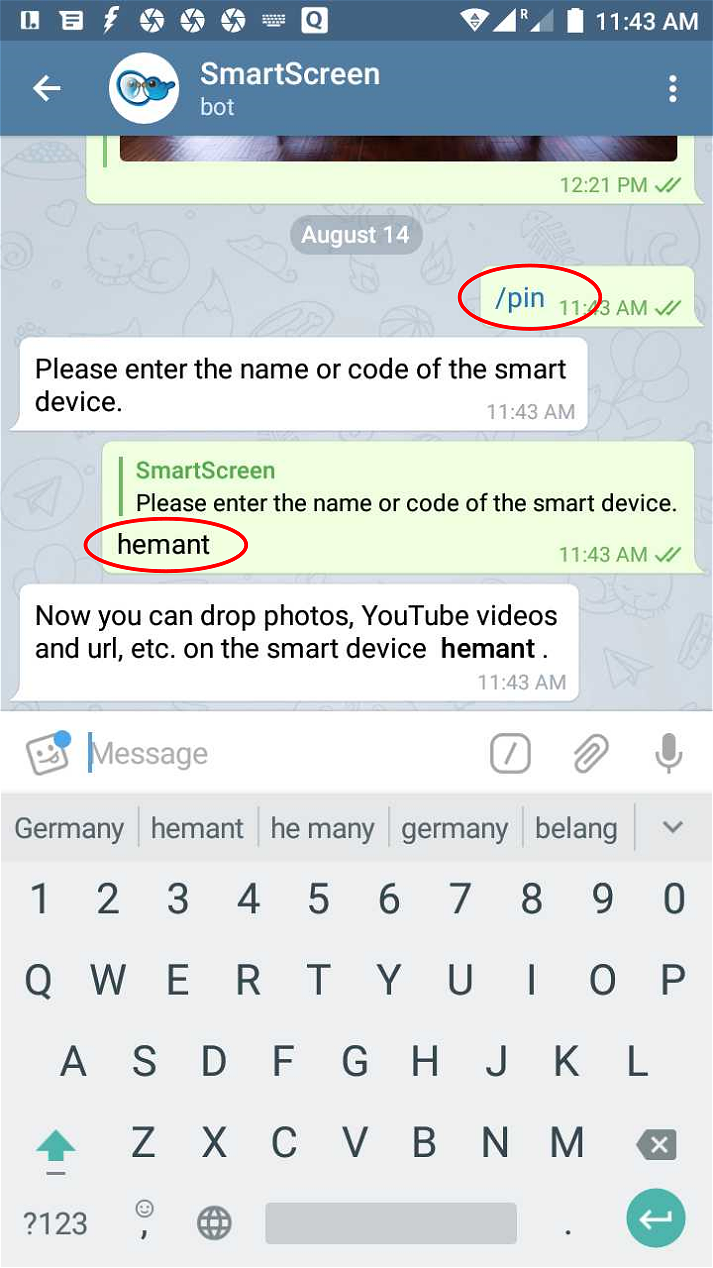 11:43 AM
R
Q
SmartScreen
bot
12:21 PM
August 14
/pin 11:43 AM
Please enter the name or code of the smart
device.
11:43 AM
SmartScreen
Please enter the name or code of the smart device.
hemant
11:43 AM
Now you can drop photos, YouTube videos
and url, etc. on the smart device hemant .
11:43 AM
Message
Germany hemant he many germany belang
1 2 3 4 5 6 7 8 9 0
Q W E R T Y U I O P
A S D F G H J K L
Z X C V B N M
?123 , .